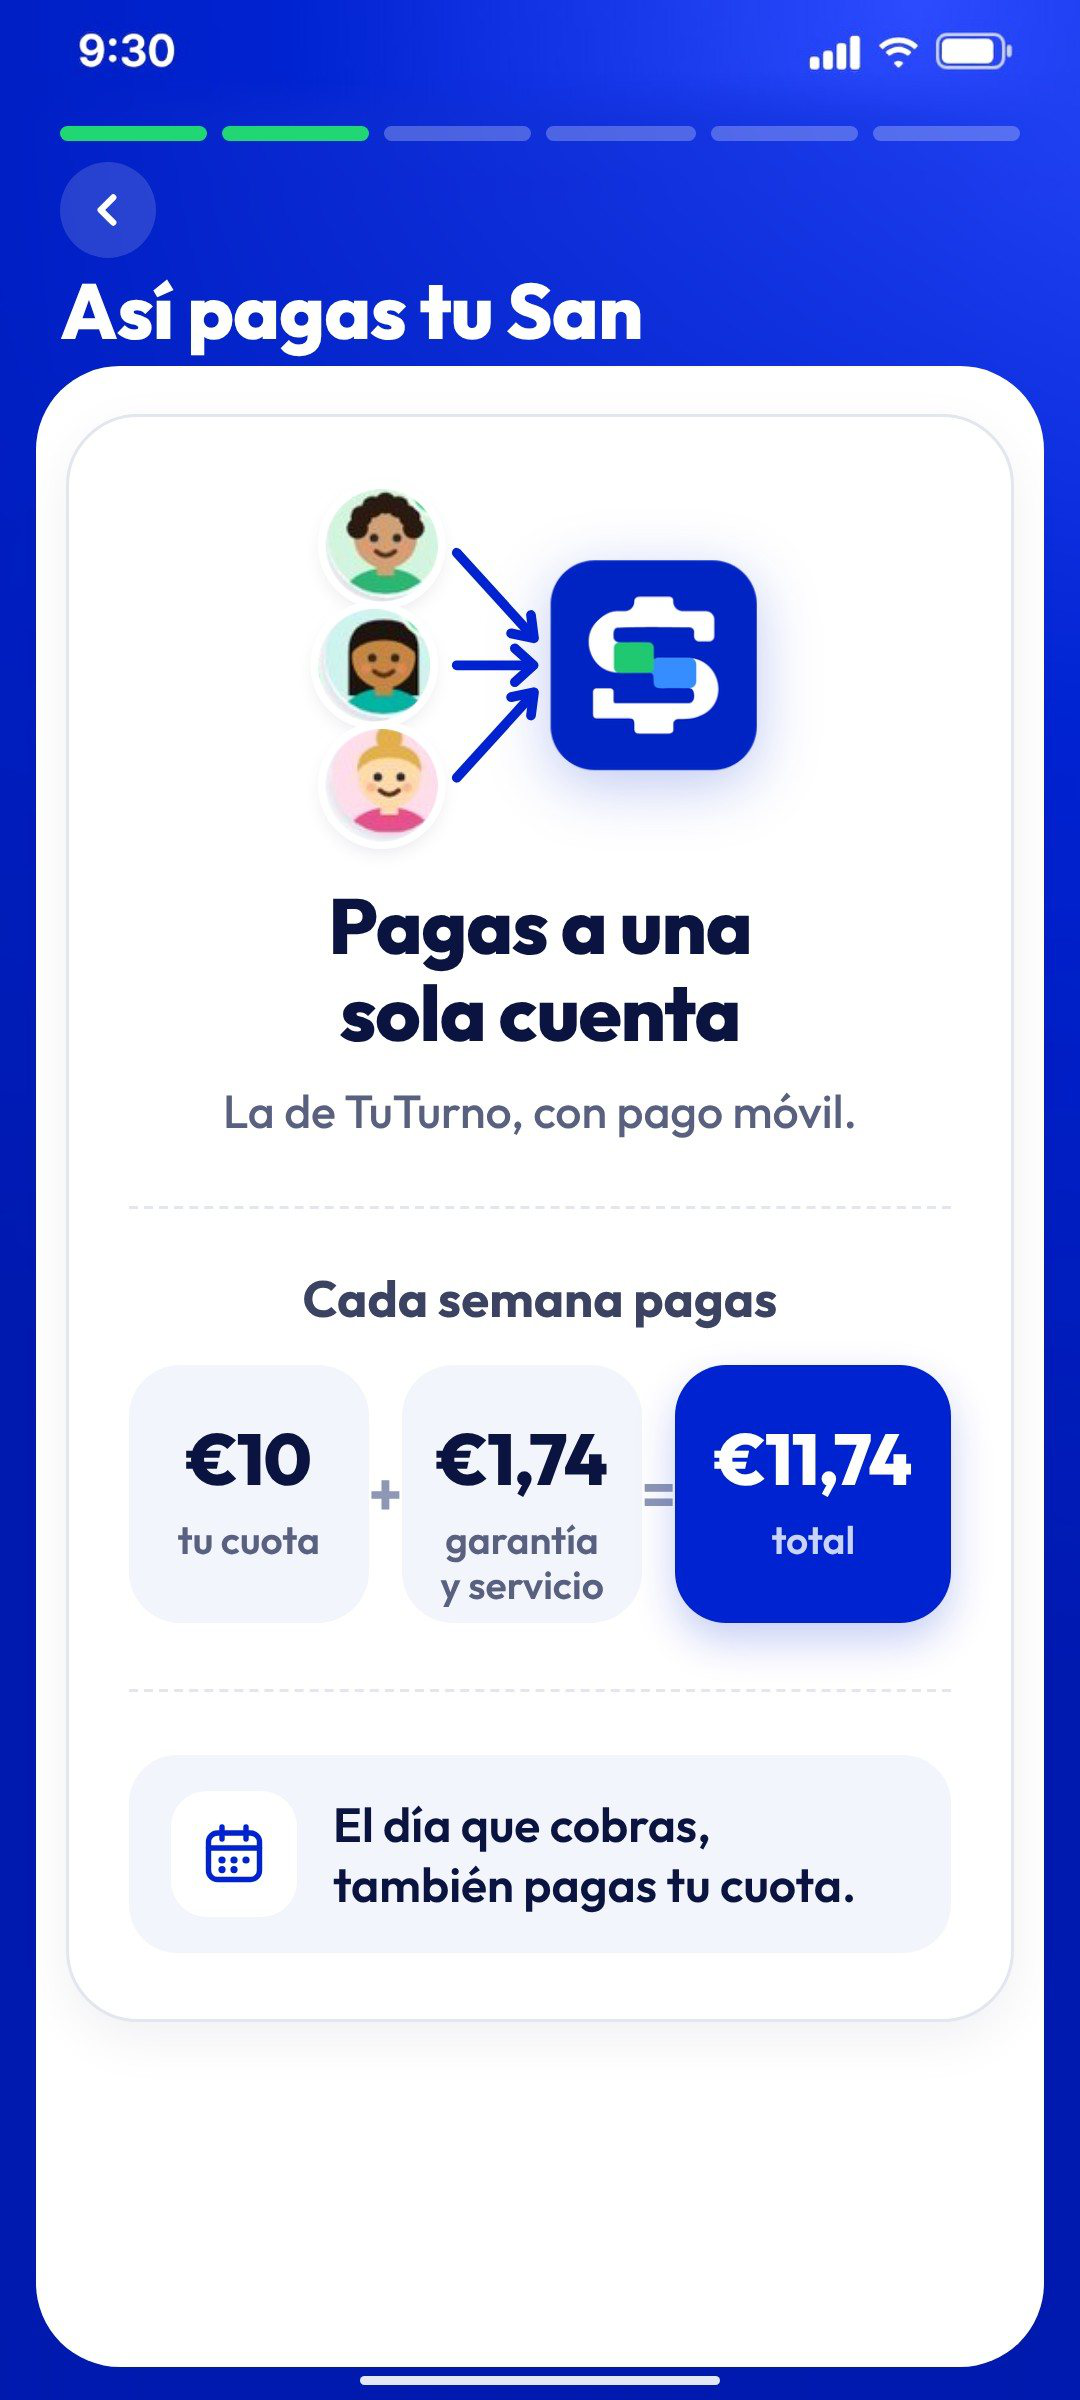 9:30
Así pagas tu San
Pagas a una
sola cuenta
La de TuTurno, con pago móvil.
Cada semana pagas
€10
tu cuota
+
€1,74
garantía
y servicio
=
€11,74
total
El día que cobras,
también pagas tu cuota.